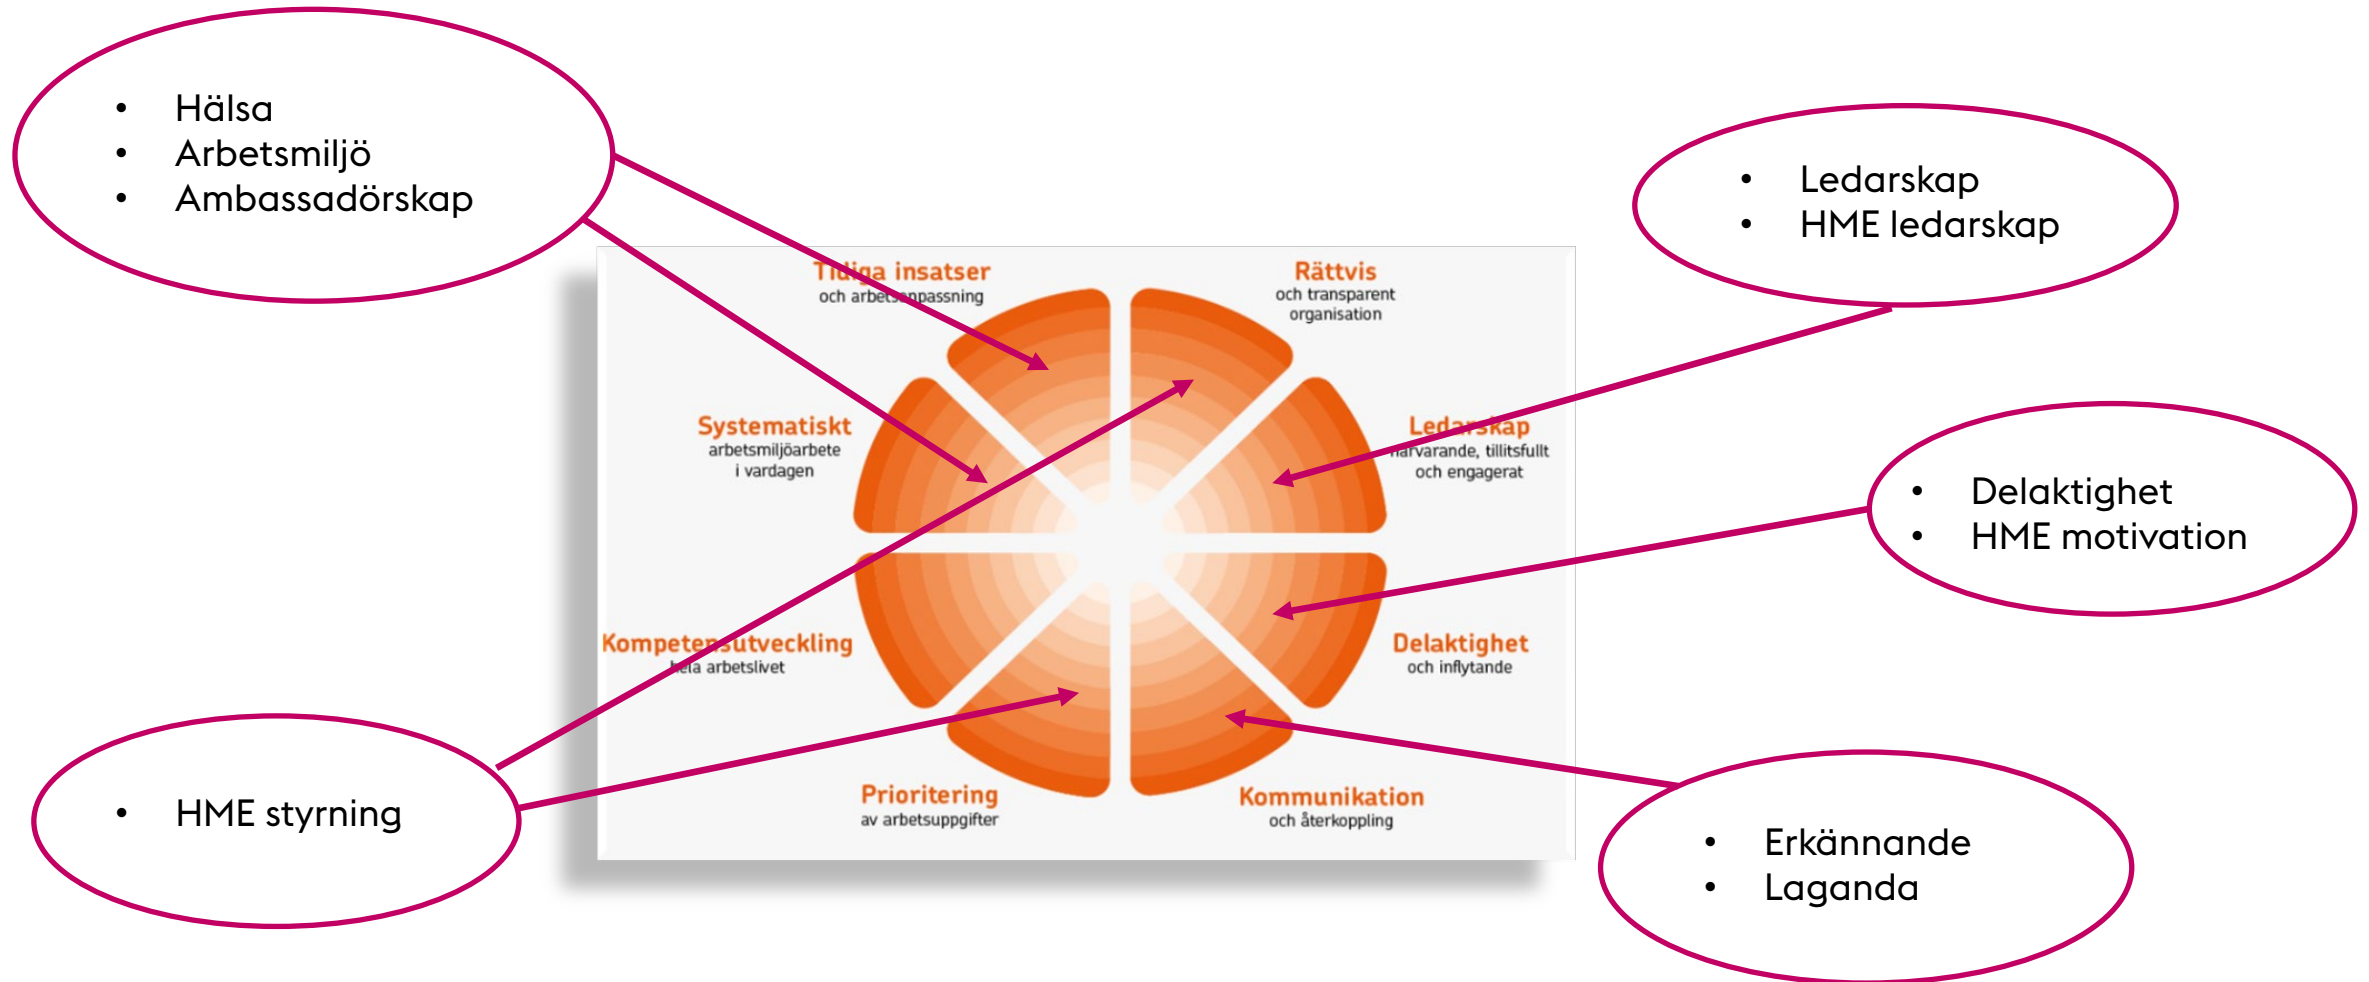 Hälsa
Arbetsmiljö
Ambassadörskap
Ledarskap
HME ledarskap
Tidiga insatser
och arbetsanpassning
Rättvis
och transparent
organisation
Systematiskt
arbetsmiljöarbete
i vardagen
Ledarskap
närvarande, tillitsfullt
och engagerat
Delaktighet
HME motivation
Kompetensutveckling
hela arbetslivet
Delaktighet
och inflytande
HME styrning
Prioritering
av arbetsuppgifter
Kommunikation
och återkoppling
Erkännande
Laganda